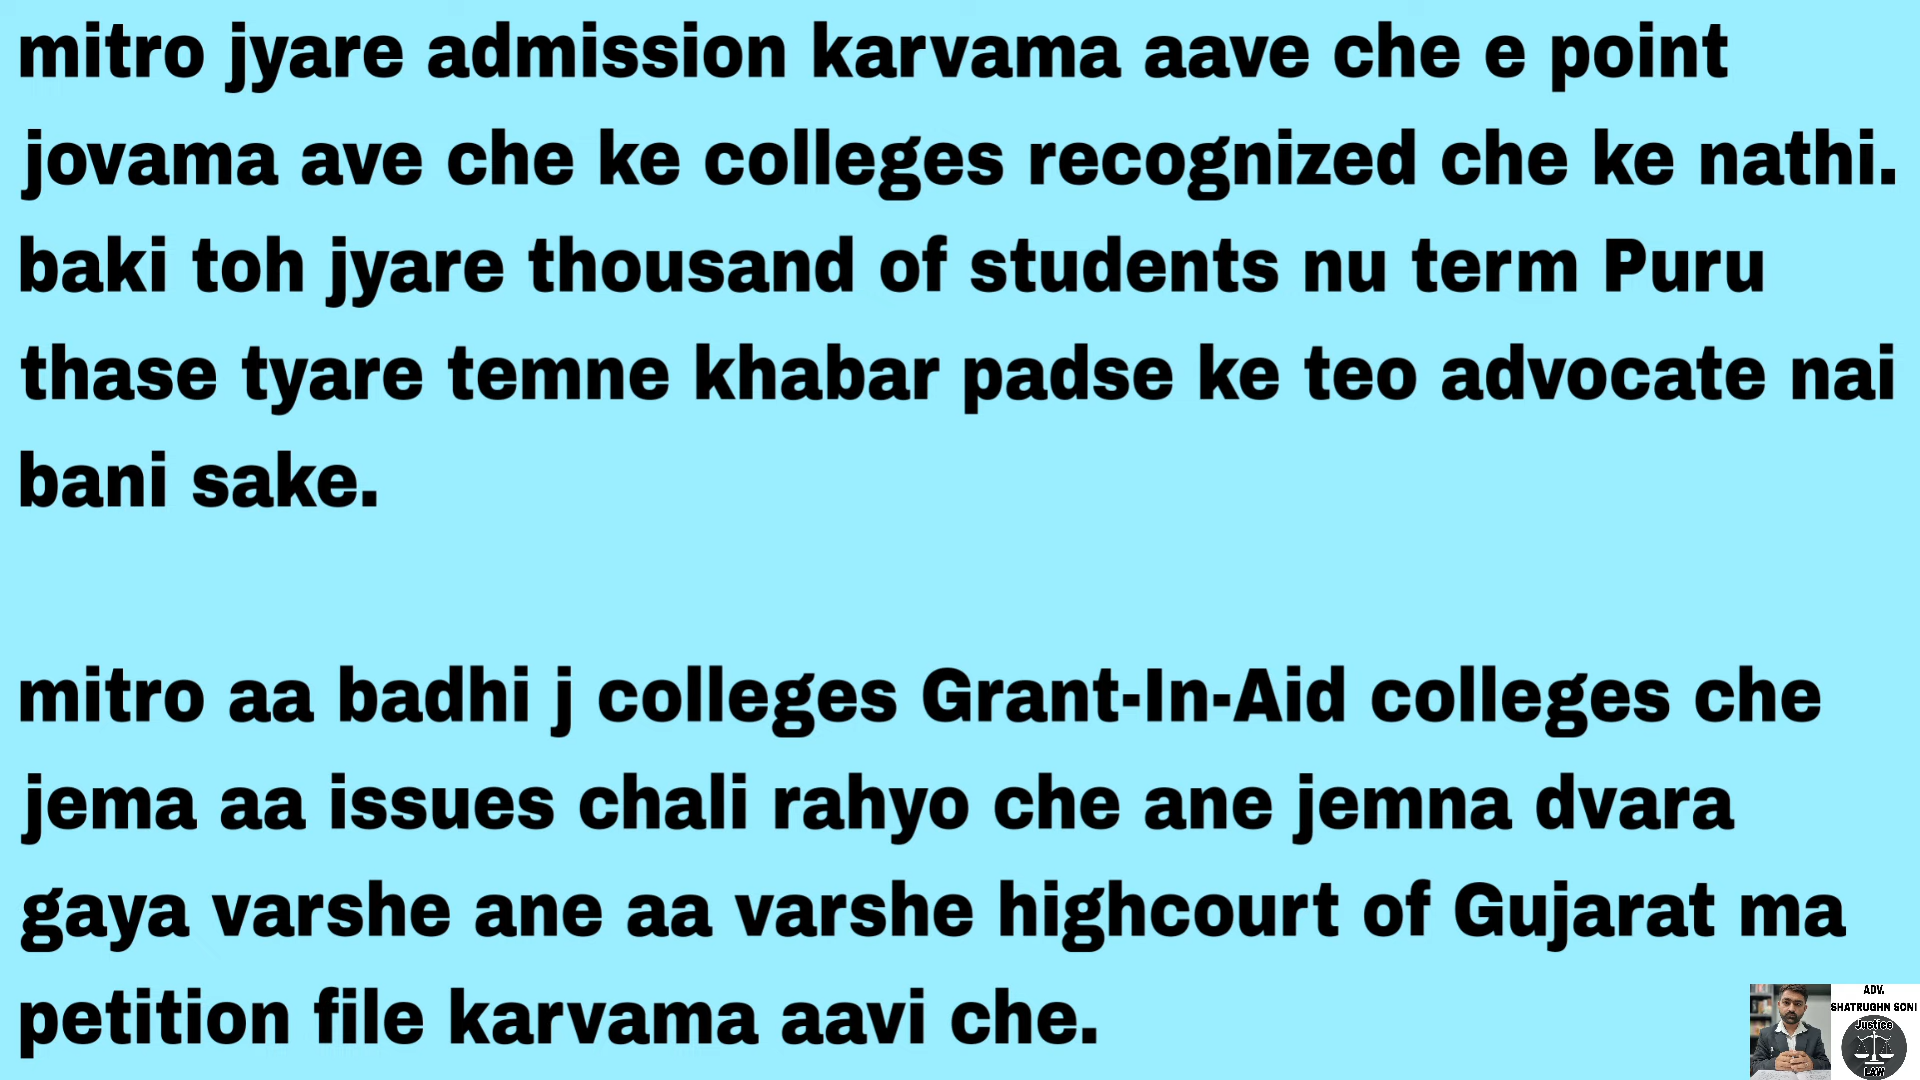 mitro jyare admission karvama aave che e point
jovama ave che ke colleges recognized che ke nathi.
baki toh jyare thousand of students nu term Puru
thase tyare temne khabar padse ke teo advocate nai
bani sake.
mitro aa badhi j colleges Grant-In-Aid colleges che
jema aa issues chali rahyo che ane jemna dvara
gaya varshe ane aa varshe highcourt of Gujarat ma
petition file karvama aavi che.
ADV.
SHATRUGHN SONI
Justice
LAW